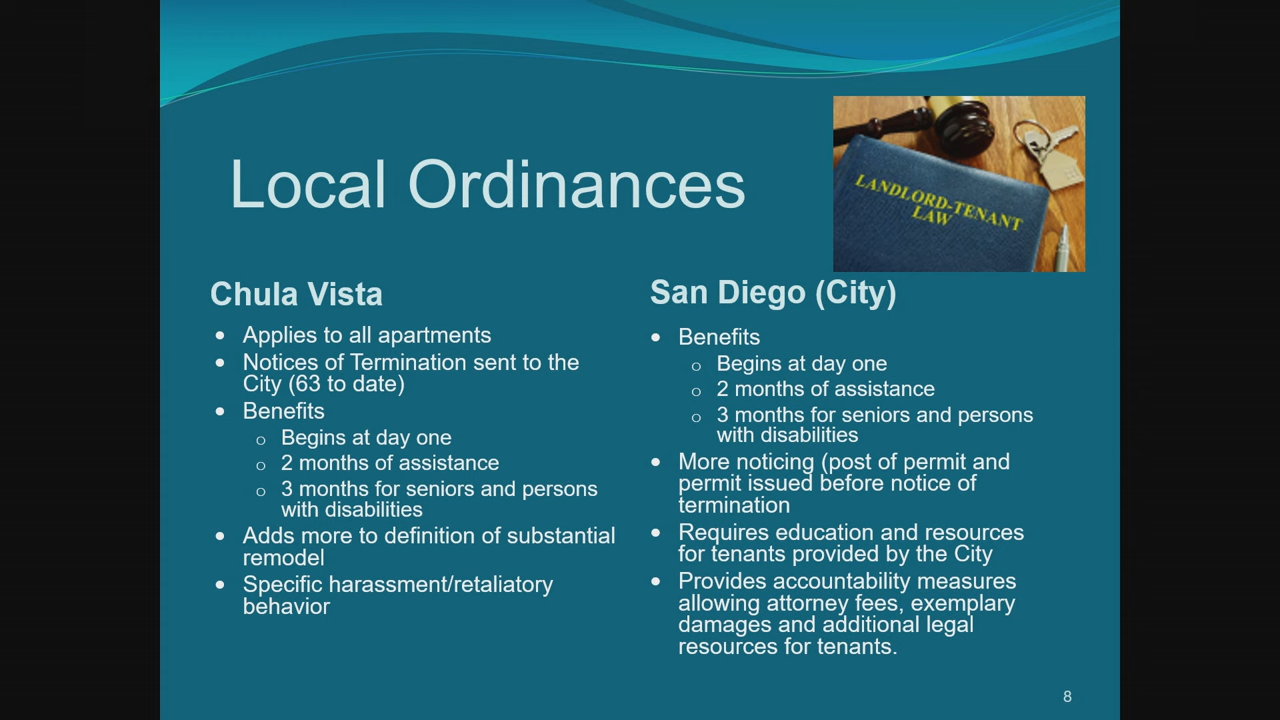 LANDLORD-TENANT
LAW
Local Ordinances
Chula Vista
• Applies to all apartments
• Notices of Termination sent to the
City (63 to date)
• Benefits
o Begins at day one
o 2 months of assistance
o 3 months for seniors and persons
with disabilities
• Adds more to definition of substantial
remodel
• Specific harassment/retaliatory
behavior
San Diego (City)
• Benefits
o Begins at day one
o 2 months of assistance
o 3 months for seniors and persons
with disabilities
• More noticing (post of permit and
permit issued before notice of
termination
• Requires education and resources
for tenants provided by the City
• Provides accountability measures
allowing attorney fees, exemplary
damages and additional legal
resources for tenants.
8